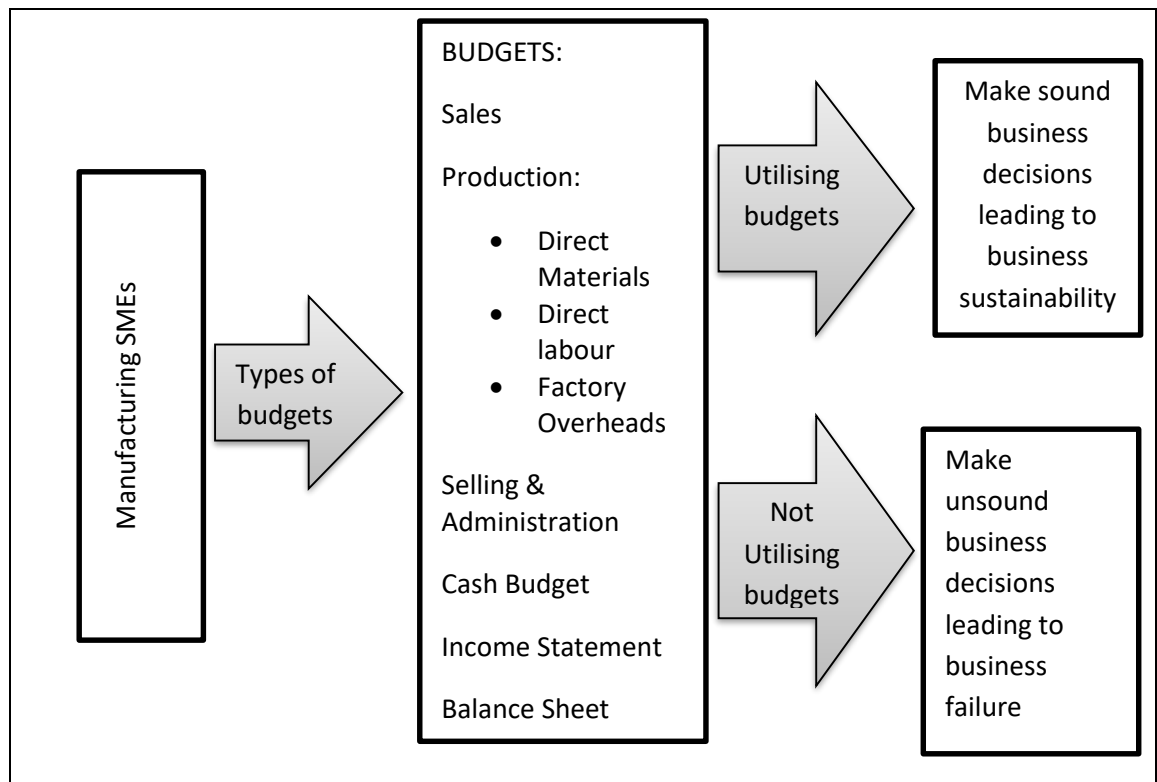 Manufacturing SMEs
Types of
budgets
BUDGETS:
Sales
Production:
• Direct
Materials
• Direct
labour
• Factory
Overheads
Selling &
Administration
Cash Budget
Income Statement
Balance Sheet
Utilising
budgets
Make sound
business
decisions
leading to
business
sustainability
Not
Utilising
budgets
Make
unsound
business
decisions
leading to
business
failure